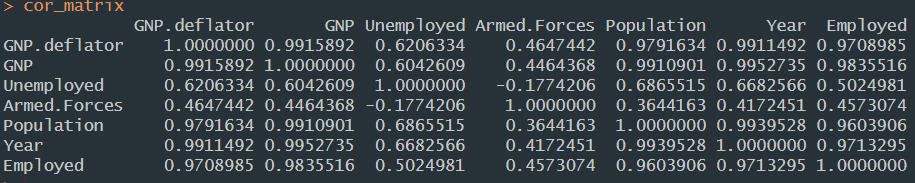 > cor_matrix
GNP.deflator GNP Unemployed Armed.Forces Population Year Employed
GNP.deflator 1.0000000 0.9915892 0.6206334 0.4647442 0.9791634 0.9911492 0.9708985
GNP 0.9915892 1.0000000 0.6042609 0.4464368 0.9910901 0.9952735 0.9835516
Unemployed 0.6206334 0.6042609 1.0000000 -0.1774206 0.6865515 0.6682566 0.5024981
Armed.Forces 0.4647442 0.4464368 -0.1774206 1.0000000 0.3644163 0.4172451 0.4573074
Population 0.9791634 0.9910901 0.6865515 0.3644163 1.0000000 0.9939528 0.9603906
Year 0.9911492 0.9952735 0.6682566 0.4172451 0.9939528 1.0000000 0.9713295
Employed 0.9708985 0.9835516 0.5024981 0.4573074 0.9603906 0.9713295 1.0000000